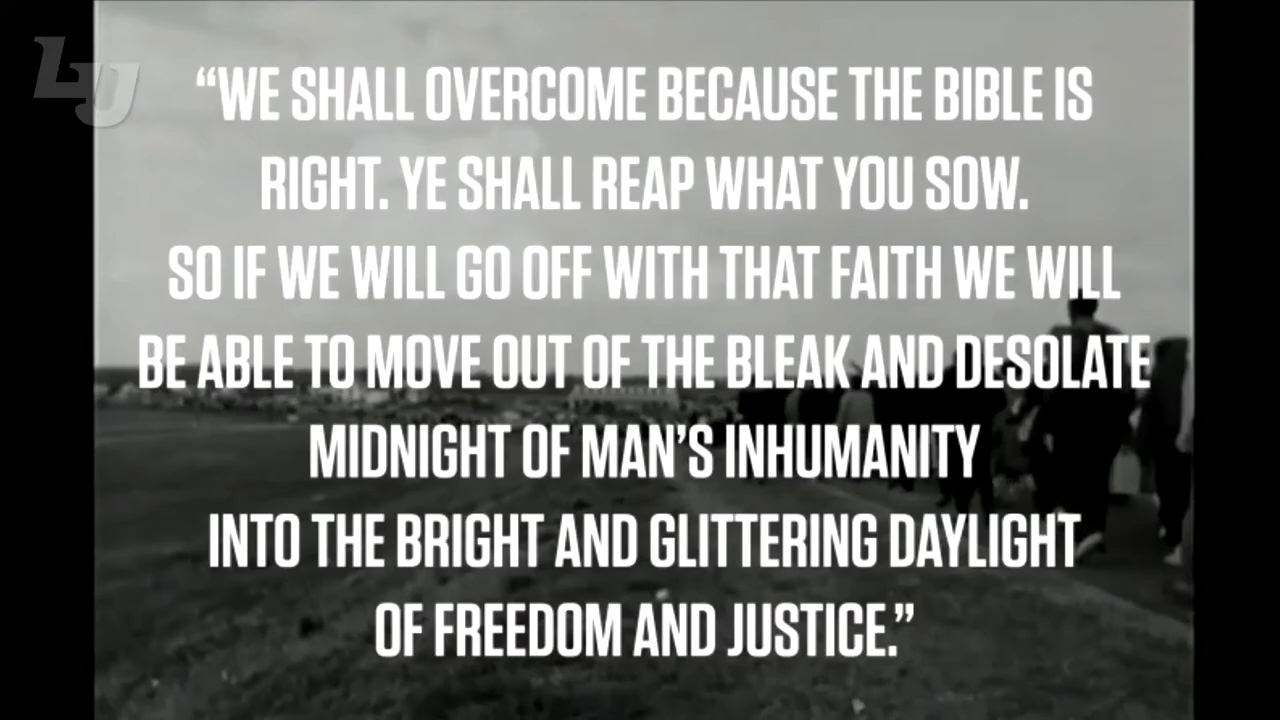 LU
“WE SHALL OVERCOME BECAUSE THE BIBLE IS
RIGHT. YE SHALL REAP WHAT YOU SOW.
SO IF WE WILL GO OFF WITH THAT FAITH WE WILL
BE ABLE TO MOVE OUT OF THE BLEAK AND DESOLATE
MIDNIGHT OF MAN’S INHUMANITY
INTO THE BRIGHT AND GLITTERING DAYLIGHT
OF FREEDOM AND JUSTICE.”